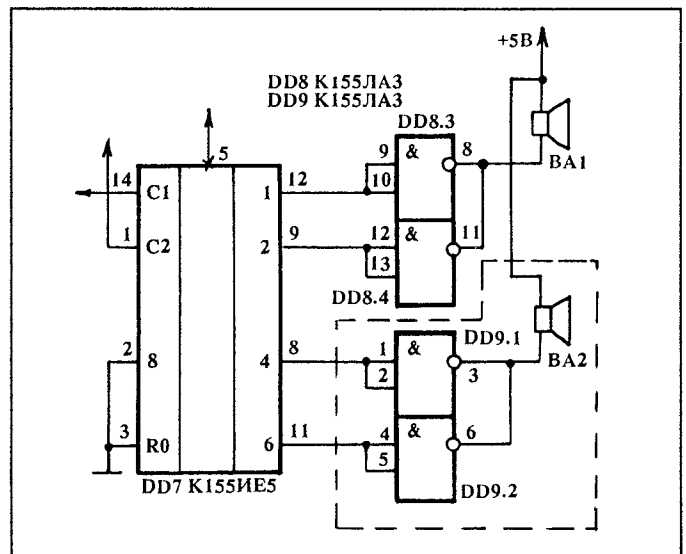 +5В
DD8 К155ЛА3
DD9 К155ЛА3
DD8.3
5
14 C1 1 12 9 & 8
10
BA1
1 C2 2 9 12 & 11
13
DD8.4
DD9.1
2 8 4 8 1 & 3
2
BA2
3 R0 6 11 4 & 6
5
DD9.2
DD7 К155ИЕ5